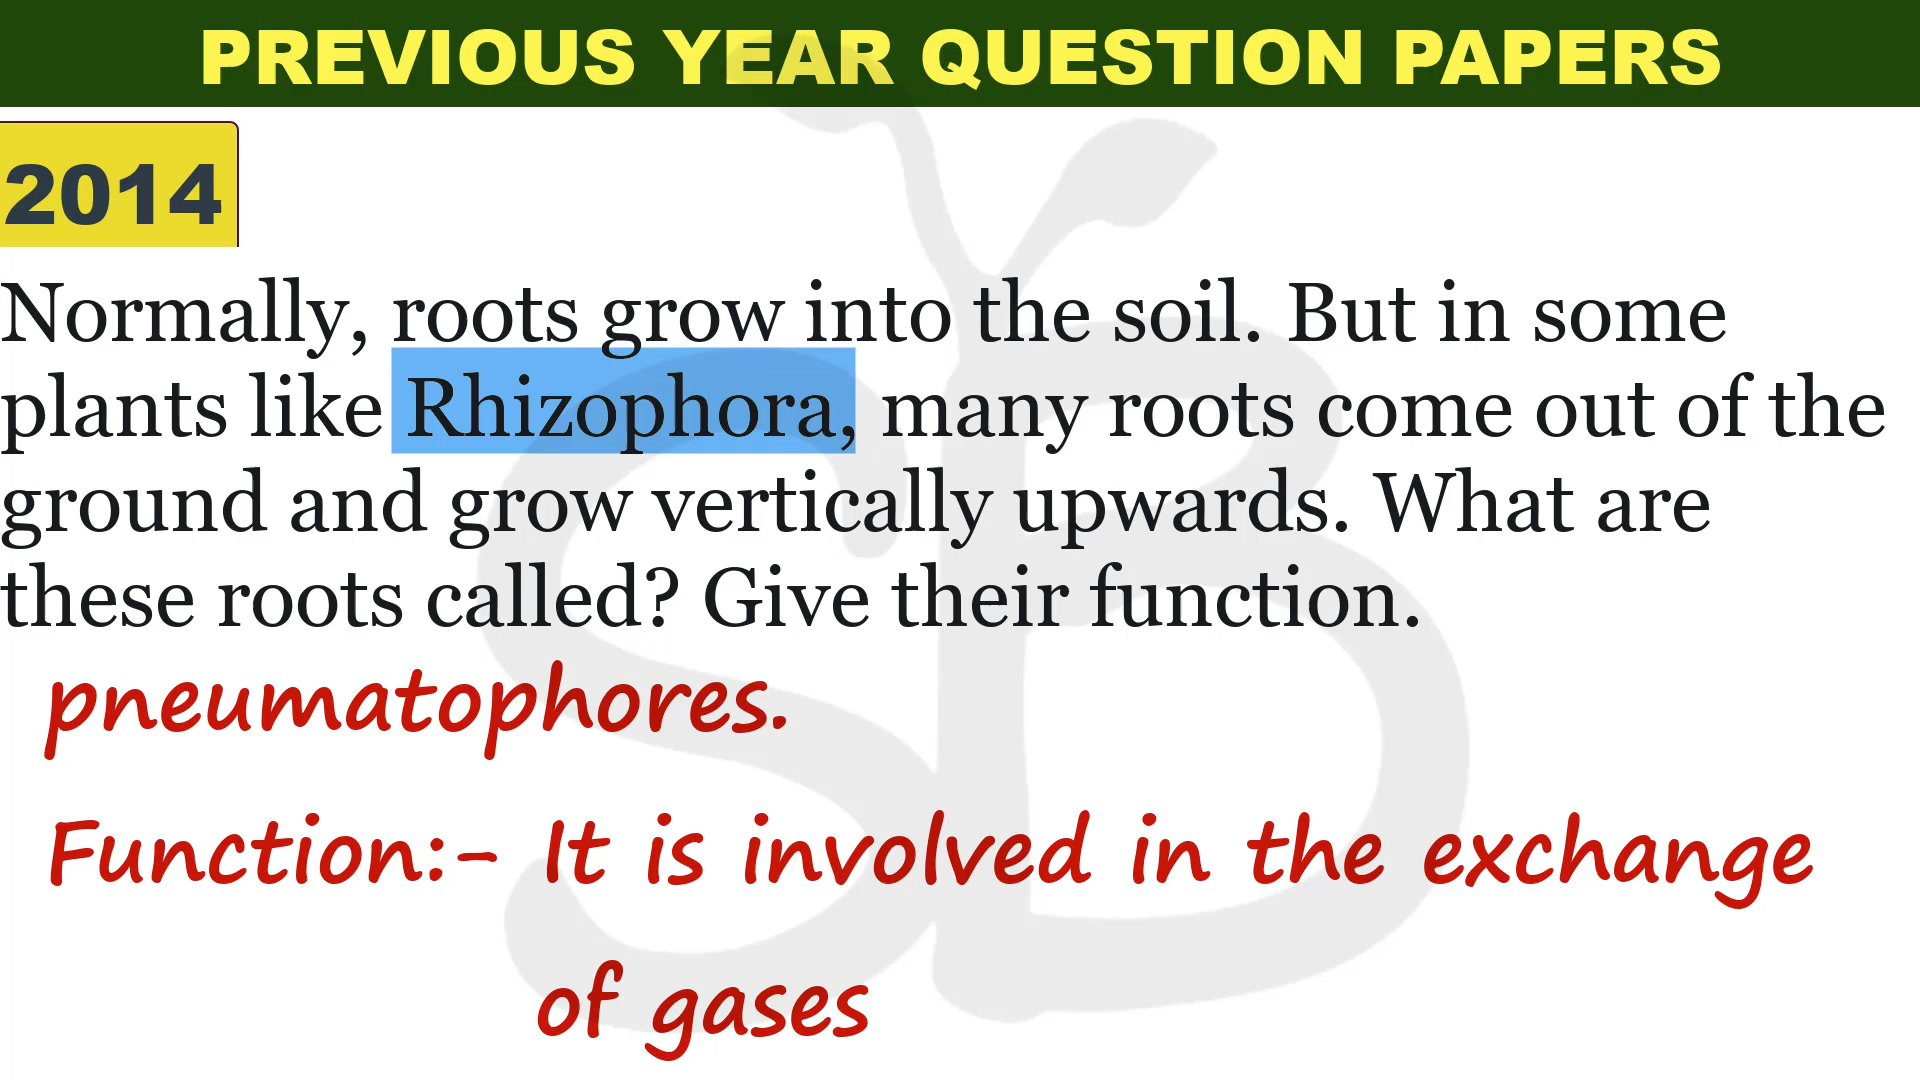 PREVIOUS YEAR QUESTION PAPERS
2014
Normally, roots grow into the soil. But in some
plants like Rhizophora, many roots come out of the
ground and grow vertically upwards. What are
these roots called? Give their function.
pneumatophores.
Function:- It is involved in the exchange
of gases
SB